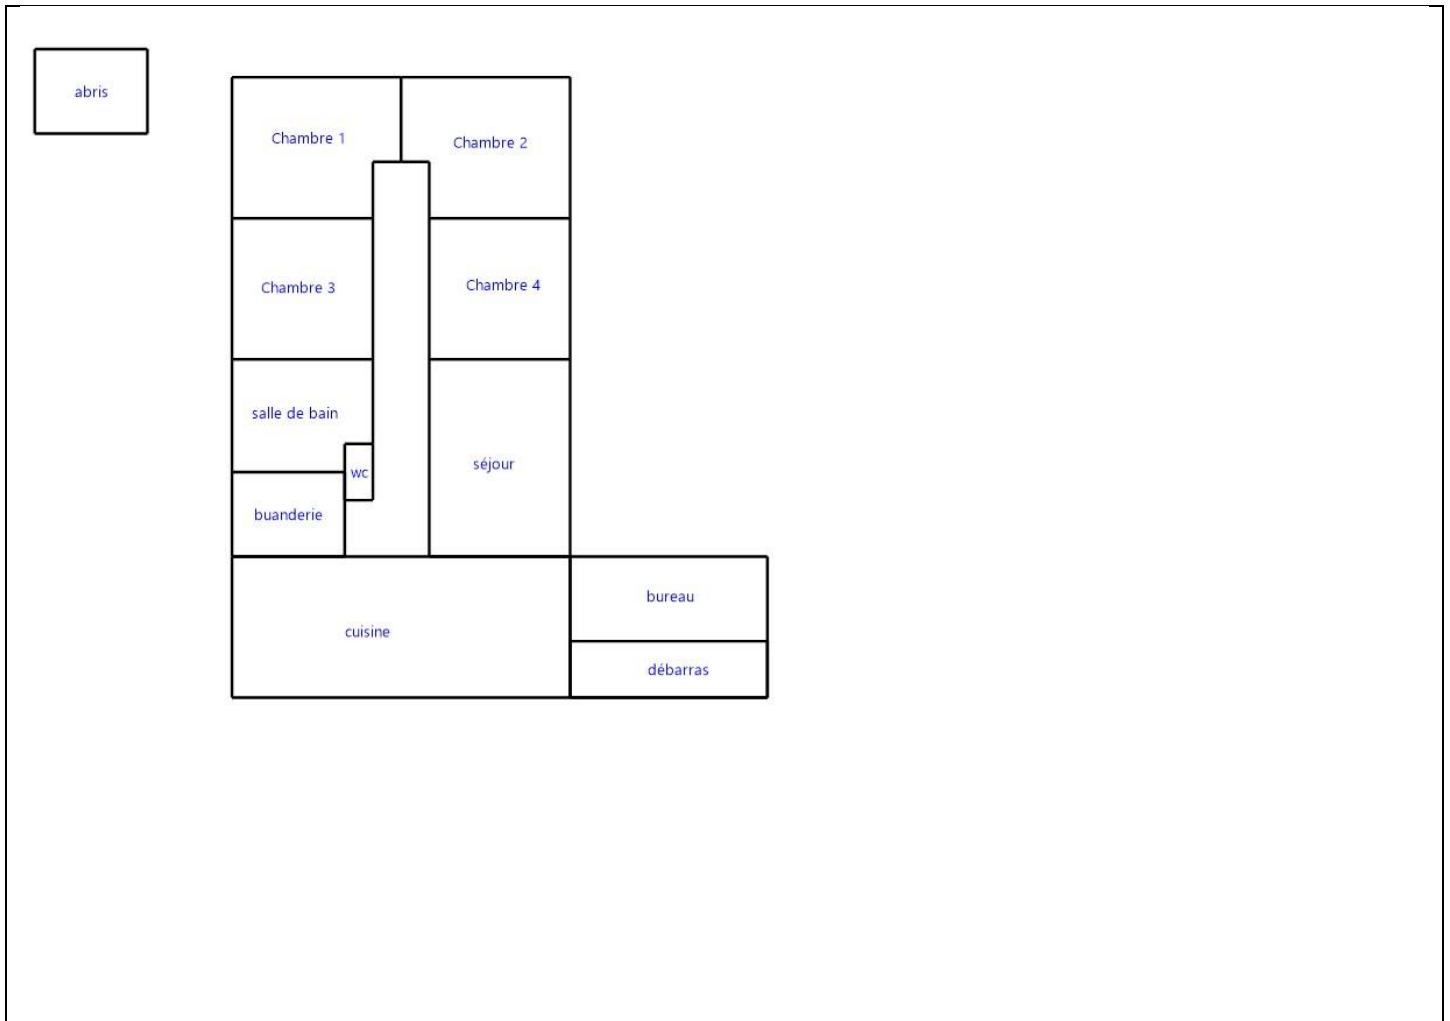 abris
Chambre 1
Chambre 2
Chambre 3
Chambre 4
salle de bain
séjour
wc
buanderie
bureau
cuisine
débarras